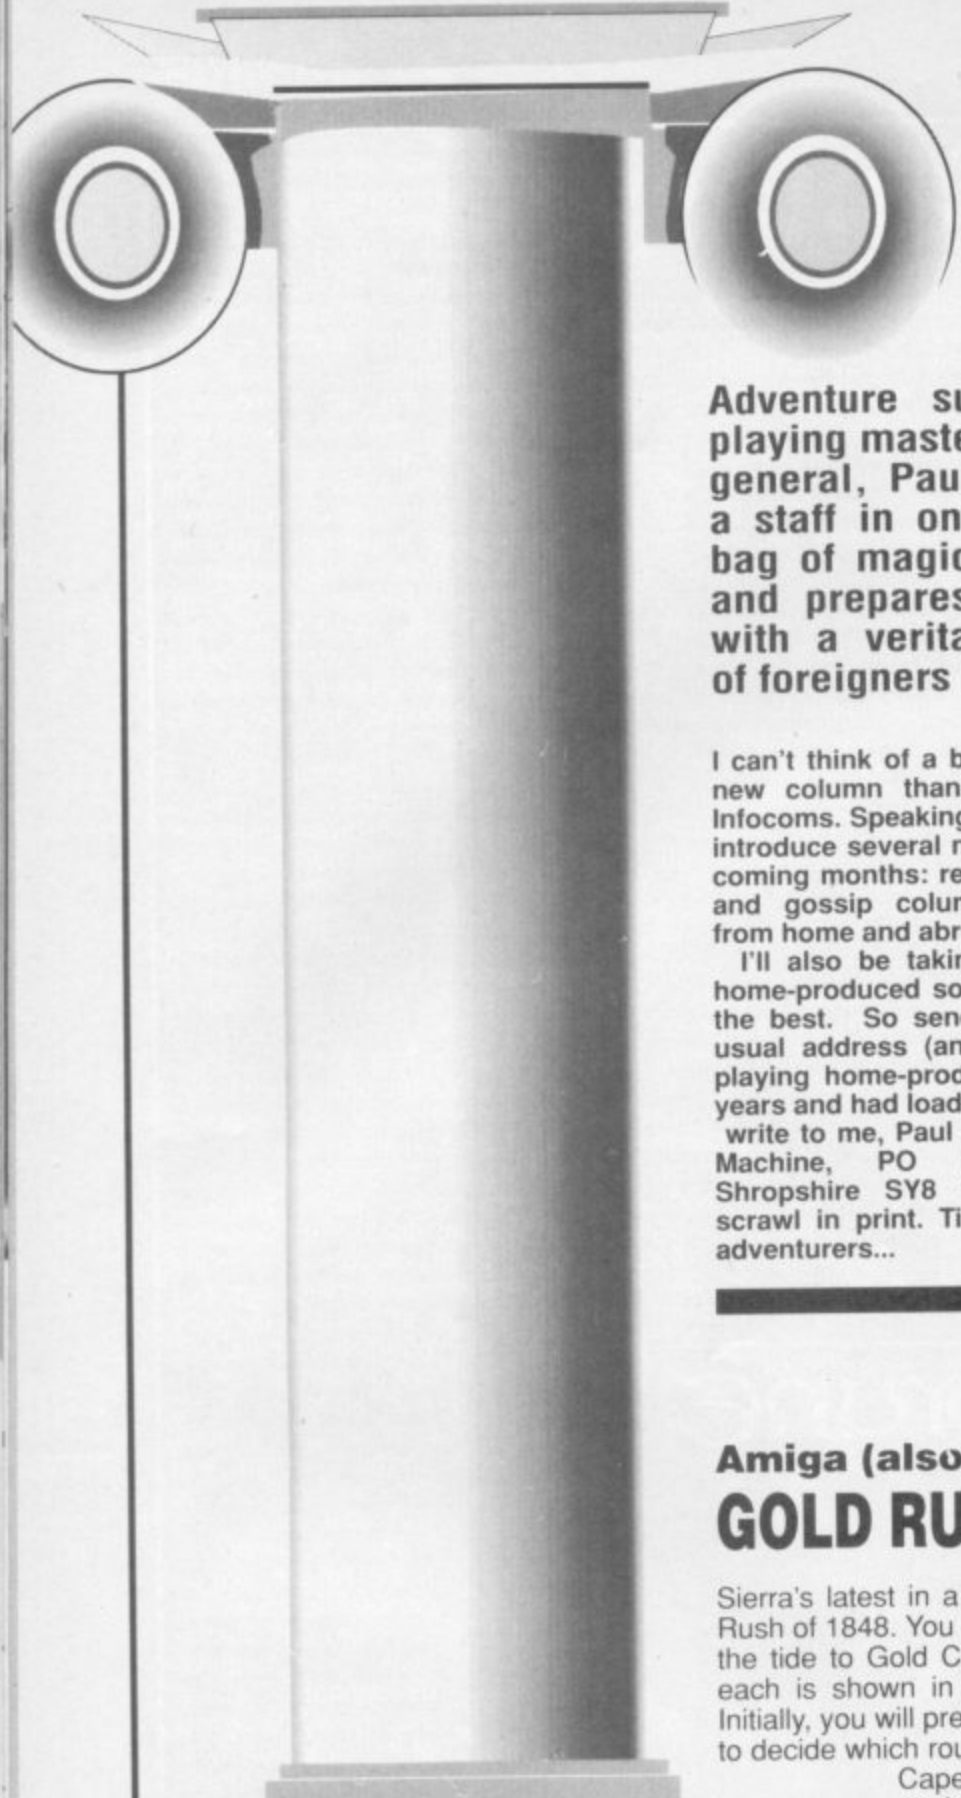 Adventure su
playing maste
general, Pau
a staff in on
bag of magic
and prepares
with a verita
of foreigners
I can't think of a b
new column than
Infocoms. Speaking
introduce several n
coming months: re
and gossip colur
from home and abr
I'll also be takin
home-produced so
the best. So send
usual address (an
playing home-prod
years and had load
write to me, Paul
Machine, PO
Shropshire SY8
scrawl in print. Ti
adventurers...
Amiga (also
GOLD RU
Sierra's latest in a
Rush of 1848. You
the tide to Gold C
each is shown in
Initially, you will pre
to decide which rou
Cape